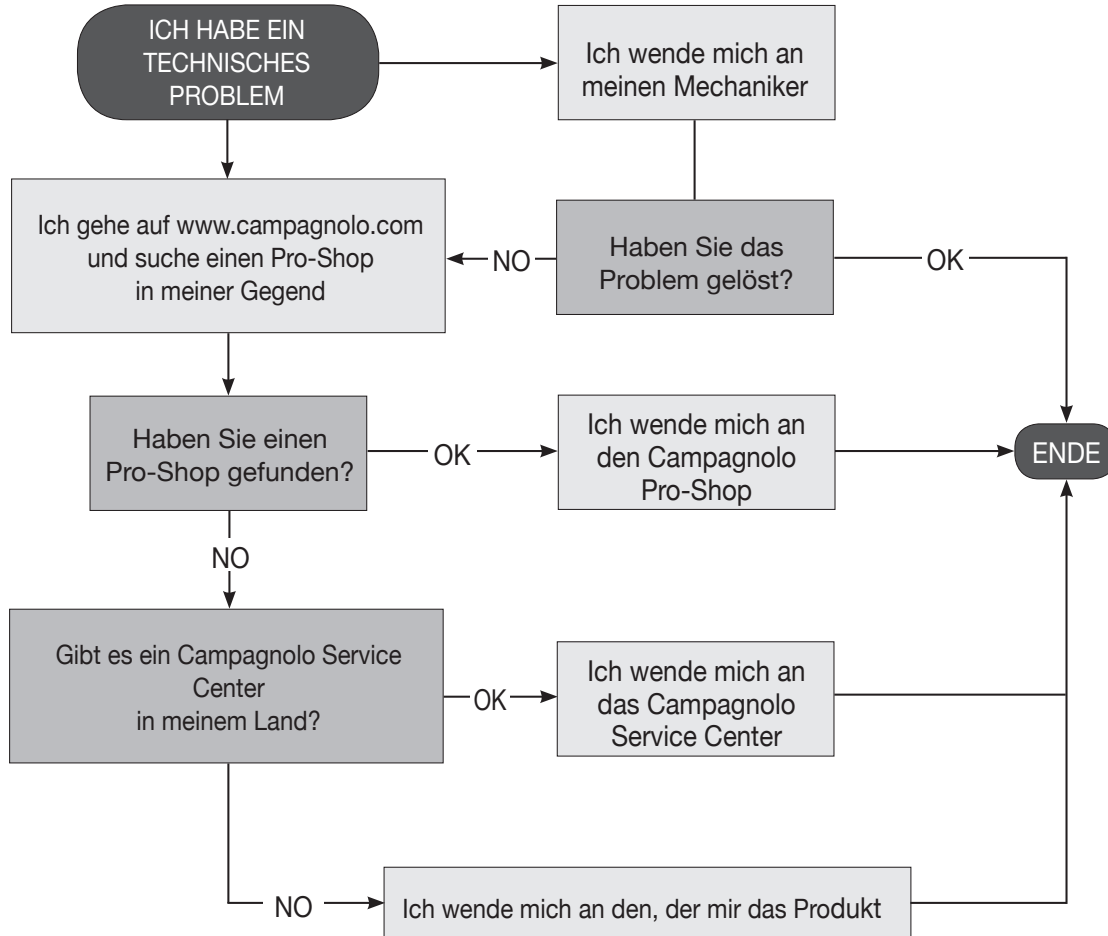 ICH HABE EIN
TECHNISCHES
PROBLEM
Ich wende mich an
meinen Mechaniker
Ich gehe auf www.campagnolo.com
und suche einen Pro-Shop
in meiner Gegend
NO
Haben Sie das
Problem gelöst?
OK
Haben Sie einen
Pro-Shop gefunden?
OK
Ich wende mich an
den Campagnolo
Pro-Shop
ENDE
NO
Gibt es ein Campagnolo Service
Center
in meinem Land?
OK
Ich wende mich an
das Campagnolo
Service Center
NO
Ich wende mich an den, der mir das Produkt